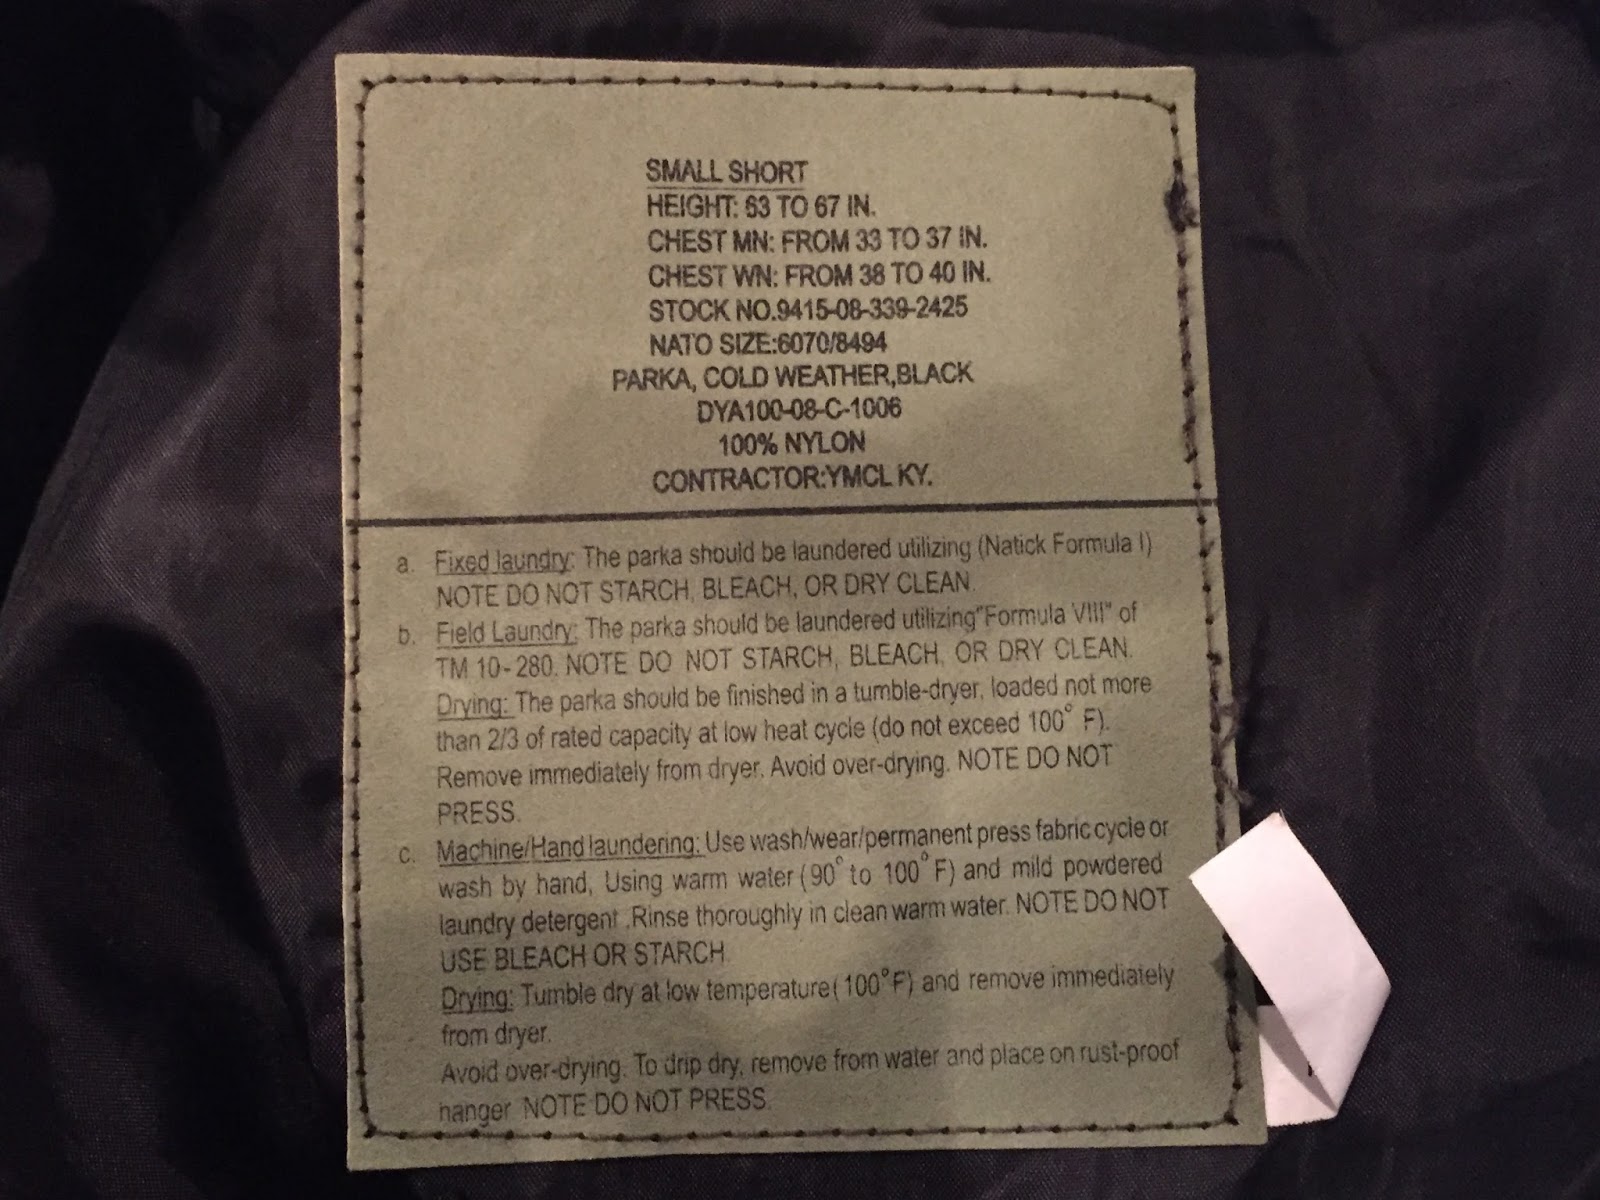 SMALL SHORT
HEIGHT: 63 TO 67 IN.
CHEST MN: FROM 33 TO 37 IN.
CHEST WN: FROM 38 TO 40 IN.
STOCK NO.9415-08-339-2425
NATO SIZE:6070/8494
PARKA, COLD WEATHER,BLACK
DYA100-08-C-1006
100% NYLON
CONTRACTOR:YMCL KY.
a. Fixed laundry: The parka should be laundered utilizing (Natick Formula I)
NOTE DO NOT STARCH, BLEACH, OR DRY CLEAN.
b. Field Laundry: The parka should be laundered utilizing"Formula VIII" of
TM 10-280. NOTE DO NOT STARCH, BLEACH, OR DRY CLEAN.
Drying: The parka should be finished in a tumble-dryer, loaded not more
than 2/3 of rated capacity at low heat cycle (do not exceed 100° F).
Remove immediately from dryer. Avoid over-drying. NOTE DO NOT
PRESS.
c. Machine/Hand laundering: Use wash/wear/permanent press fabric cycle or
wash by hand, Using warm water (90° to 100° F) and mild powdered
laundry detergent .Rinse thoroughly in clean warm water. NOTE DO NOT
USE BLEACH OR STARCH
Drying: Tumble dry at low temperature(100°F) and remove immediately
from dryer.
Avoid over-drying. To drip dry, remove from water and place on rust-proof
hanger NOTE DO NOT PRESS.